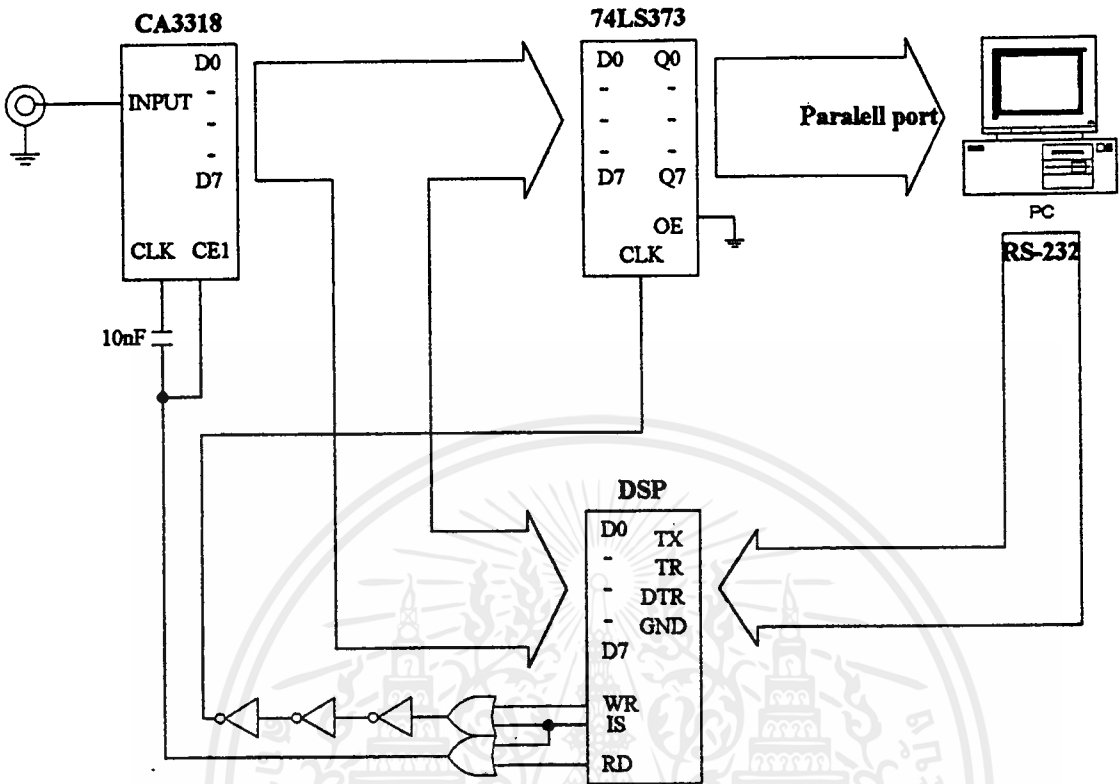 CA3318
D0
-
INPUT
-
-
D7
CLK CE1
10nF
74LS373
D0 Q0
- -
- -
- -
D7 Q7
OE
CLK
Paralell port
PC
RS-232
DSP
D0 TX
- TR
- DTR
- GND
D7
WR
IS
RD